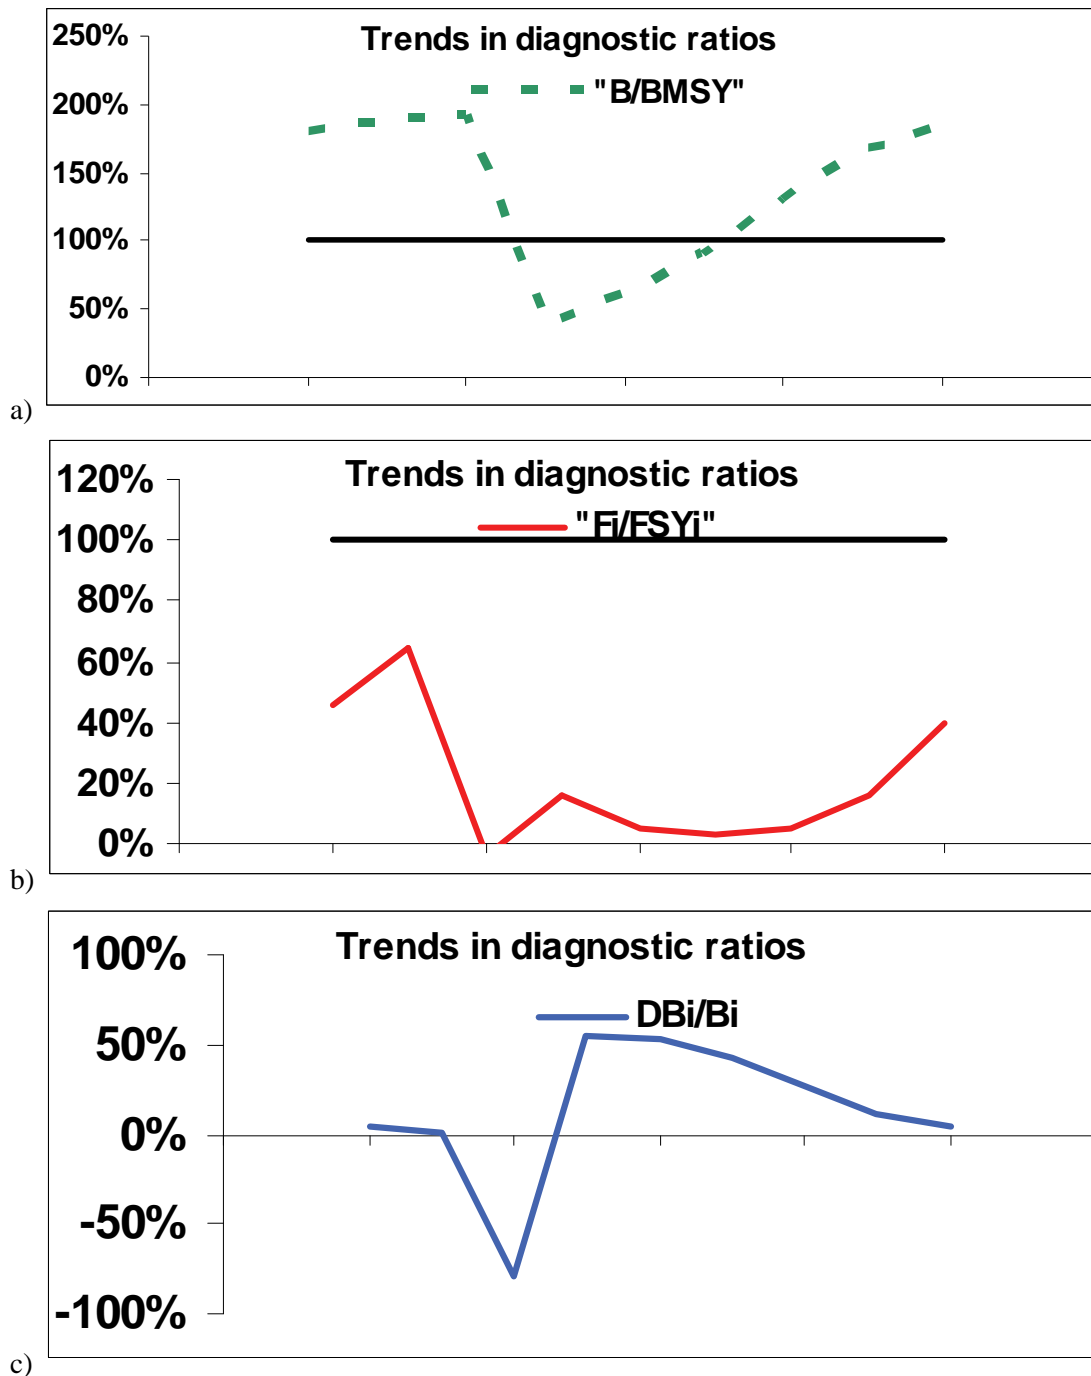 Trends in diagnostic ratios
"B/BMSY"
250%
200%
150%
100%
50%
0%
a)
Trends in diagnostic ratios
"Fi/FSYi"
120%
100%
80%
60%
40%
20%
0%
b)
Trends in diagnostic ratios
DBi/Bi
100%
50%
0%
-50%
-100%
c)